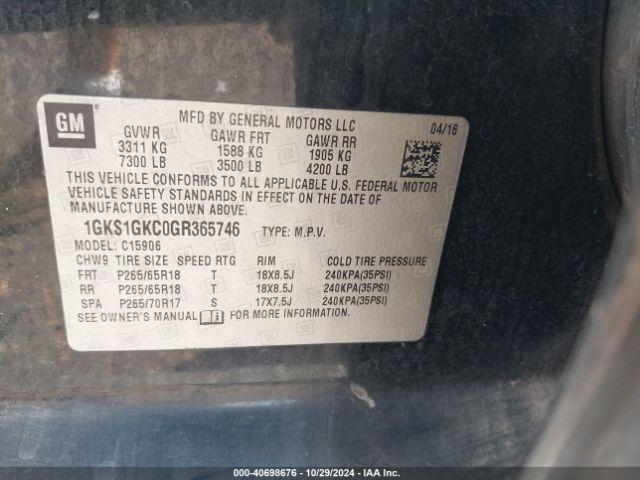 GM
MFD BY GENERAL MOTORS LLC
04/16
GVWR GAWR FRT GAWR RR
3311 KG 1588 KG 1905 KG
7300 LB 3500 LB 4200 LB
THIS VEHICLE CONFORMS TO ALL APPLICABLE U.S. FEDERAL MOTOR
VEHICLE SAFETY STANDARDS IN EFFECT ON THE DATE OF
MANUFACTURE SHOWN ABOVE.
1GKS1GKC0GR365746 TYPE: M.P.V.
MODEL: C15906
CHW9 TIRE SIZE SPEED RTG RIM COLD TIRE PRESSURE
FRT P265/65R18 T 18X8.5J 240KPA(35PSI)
RR P265/65R18 T 18X8.5J 240KPA(35PSI)
SPA P265/70R17 S 17X7.5J 240KPA(35PSI)
SEE OWNER'S MANUAL FOR MORE INFORMATION.
000-40698676 - 10/29/2024 - IAA Inc.